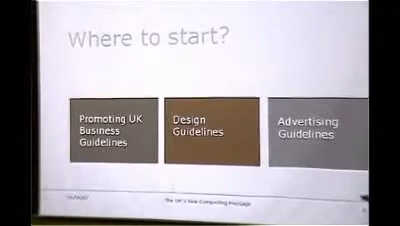 Where to start?
Promoting UK
Business
Guidelines
Design
Guidelines
Advertising
Guidelines
The UK's New Computing Message